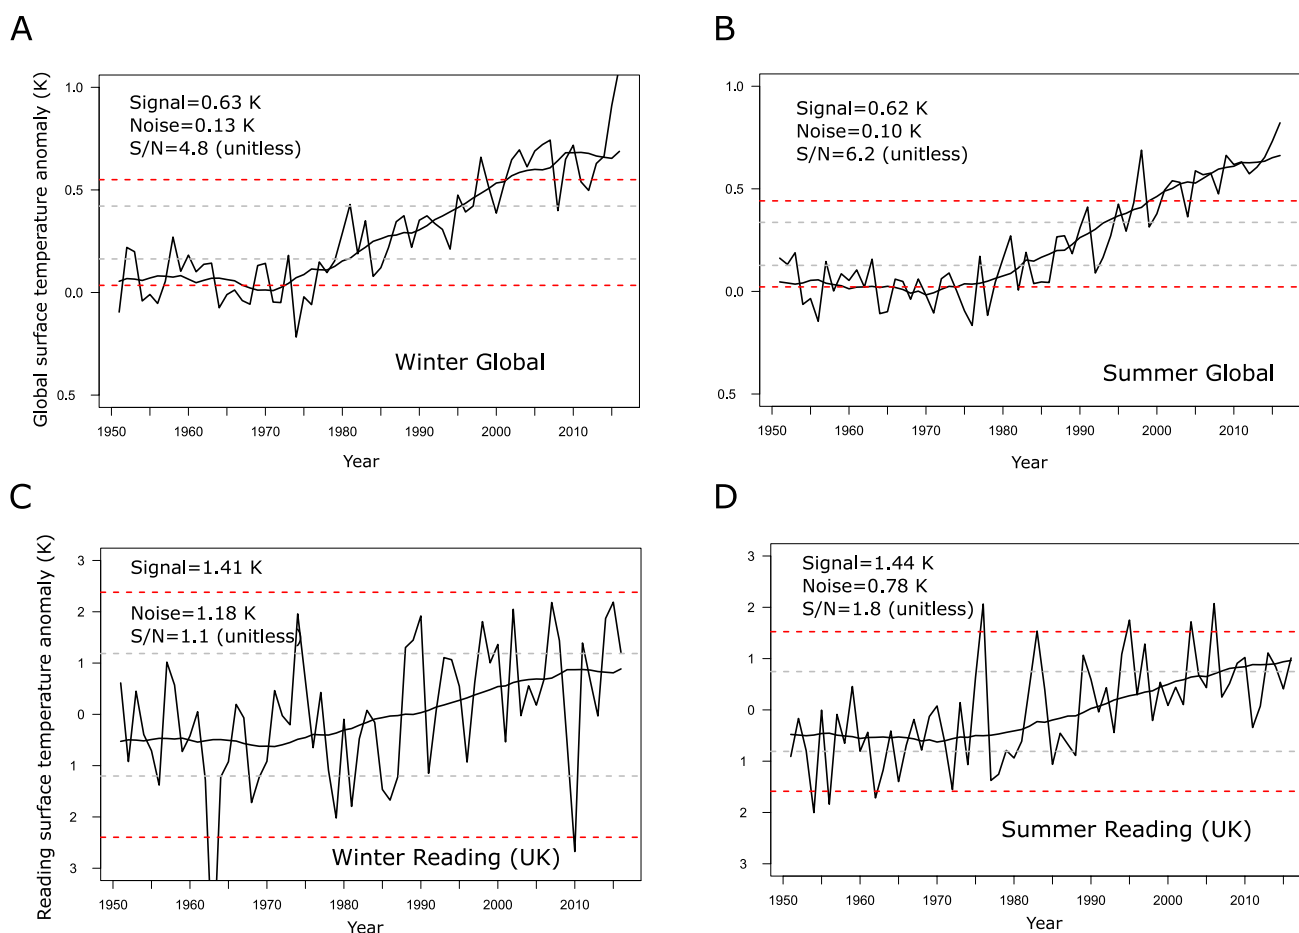 A
Global surface temperature anomaly (K)
1.0
0.5
0.0
0.5
Signal=0.63 K
Noise=0.13 K
S/N=4.8 (unitless)
Winter Global
1950 1960 1970 1980 1990 2000 2010
Year
B
1.0
0.5
0.0
0.5
Signal=0.62 K
Noise=0.10 K
S/N=6.2 (unitless)
Summer Global
1950 1960 1970 1980 1990 2000 2010
Year
C
Reading surface temperature anomaly (K)
3
2
1
0
1
2
3
Signal=1.41 K
Noise=1.18 K
S/N=1.1 (unitless)
Winter Reading (UK)
1950 1960 1970 1980 1990 2000 2010
Year
D
3
2
1
0
1
2
3
Signal=1.44 K
Noise=0.78 K
S/N=1.8 (unitless)
Summer Reading (UK)
1950 1960 1970 1980 1990 2000 2010
Year